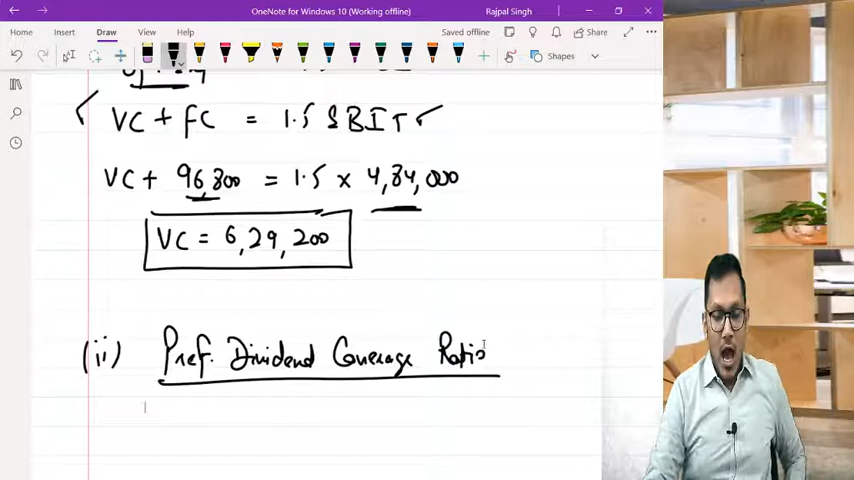 OneNote for Windows 10 (Working offline)
Rajpal Singh
Home Insert Draw View Help
Saved offline
Share
Shapes
VC + FC = 1.5 EBIT
VC + 96,800 = 1.5 x 4,84,000
VC = 6,29,200
(ii) Pref. Dividend Coverage Ratio